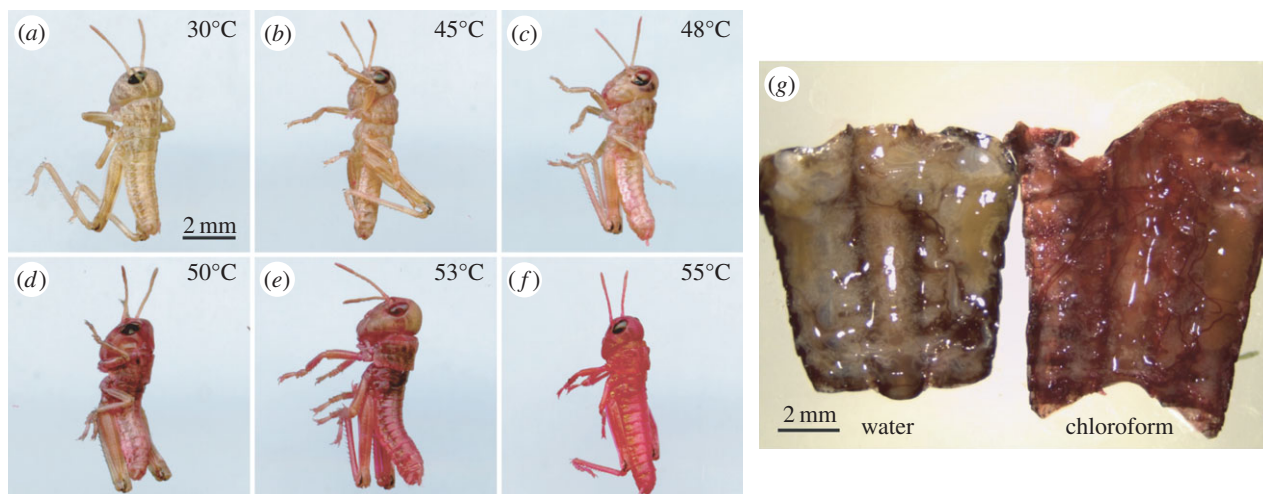 (a) 30°C
(b) 45°C
(c) 48°C
2 mm
(d) 50°C
(e) 53°C
(f) 55°C
(g)
2 mm
water
chloroform